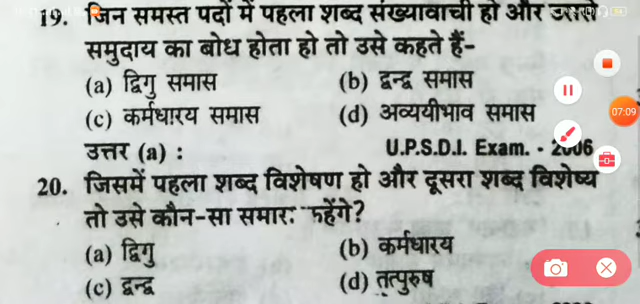 19. जिन समस्त पदों में पहला शब्द संख्यावाची हो और
समुदाय का बोध होता हो तो उसे कहते हैं-
(a) द्विगु समास (b) द्वन्द्व समास
(c) कर्मधारय समास (d) अव्ययीभाव समास
07:09
उत्तर (a) : U.P.S.D.I. Exam. - 2006
20. जिसमें पहला शब्द विशेषण हो और दूसरा शब्द विशेष्य
तो उसे कौन-सा कहेंगे?
(a) द्विगु (b) कर्मधारय
(c) द्वन्द्व (d) तत्पुरुष